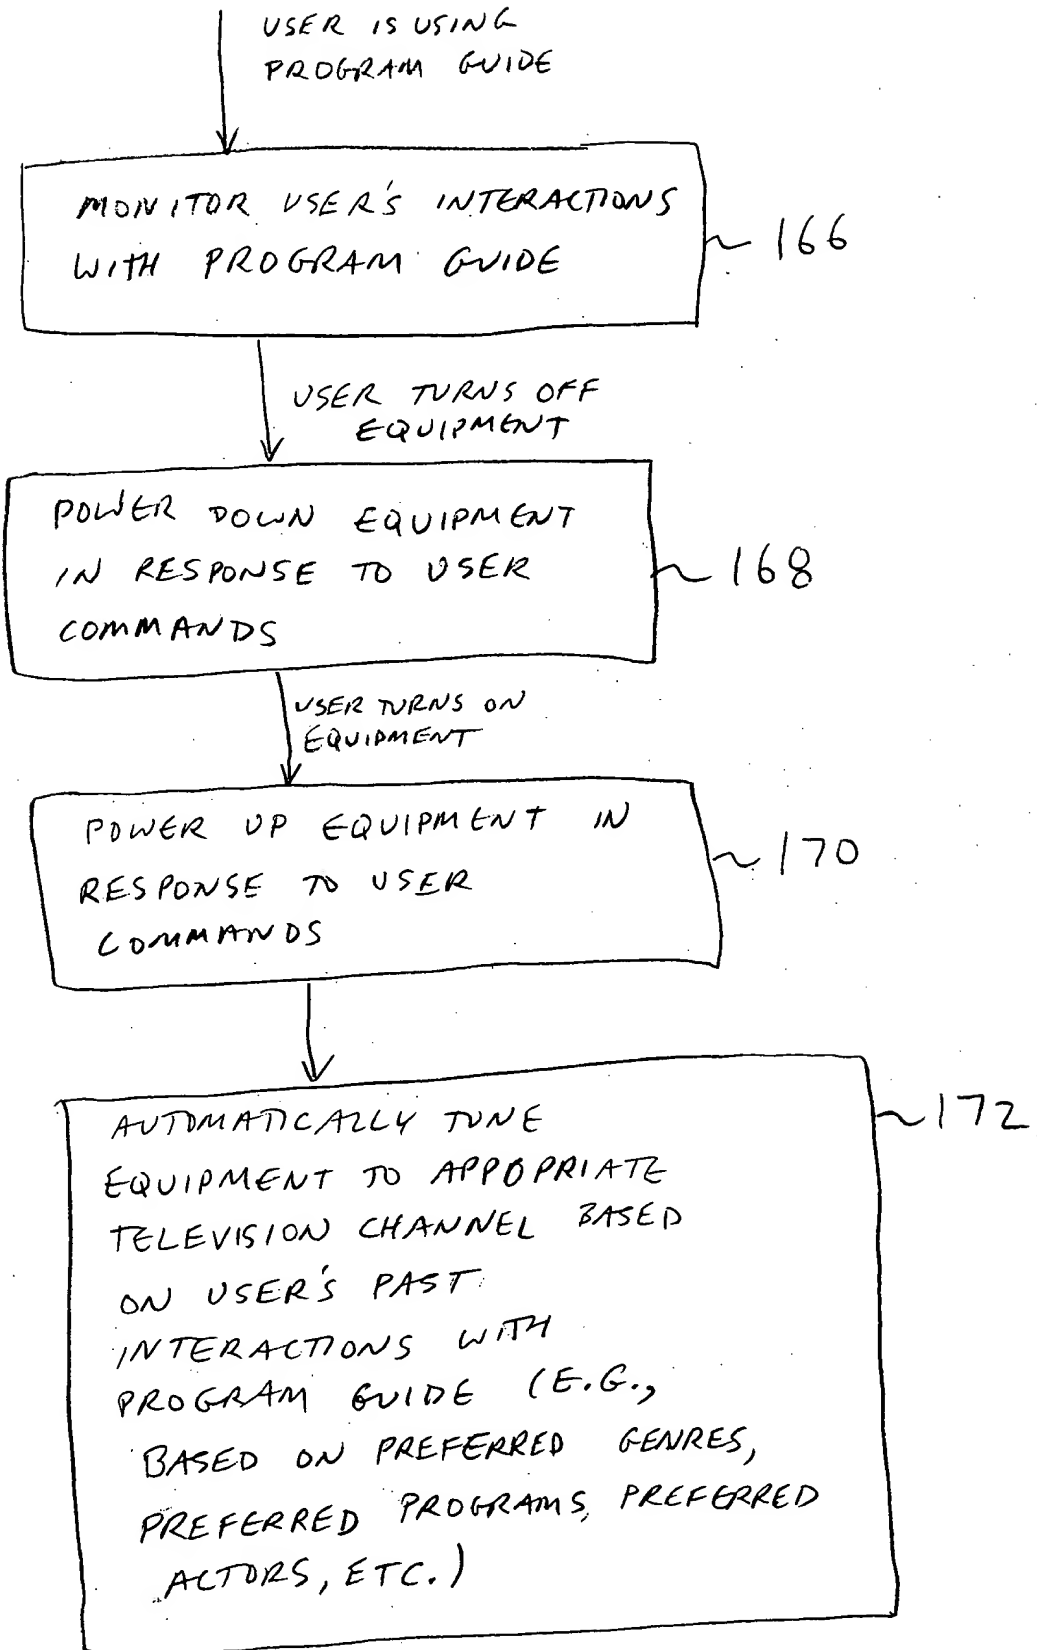 USER IS USING
PROGRAM GUIDE
MONITOR USER'S INTERACTIONS
WITH PROGRAM GUIDE
~ 166
USER TURNS OFF
EQUIPMENT
POWER DOWN EQUIPMENT
IN RESPONSE TO USER
COMMANDS
~ 168
USER TURNS ON
EQUIPMENT
POWER UP EQUIPMENT IN
RESPONSE TO USER
COMMANDS
~ 170
AUTOMATICALLY TUNE
EQUIPMENT TO APPOPRIATE
TELEVISION CHANNEL BASED
ON USER'S PAST
INTERACTIONS WITH
PROGRAM GUIDE (E.G.,
BASED ON PREFERRED GENRES,
PREFERRED PROGRAMS, PREFERRED
ACTORS, ETC.)
~172